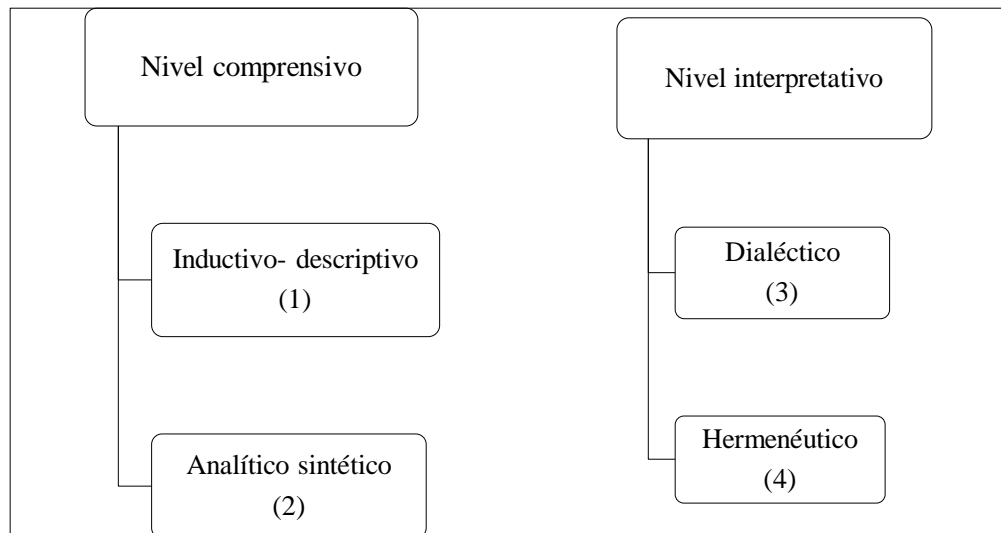 Nivel comprensivo
Inductivo- descriptivo
(1)
Analítico sintético
(2)
Nivel interpretativo
Dialéctico
(3)
Hermenéutico
(4)